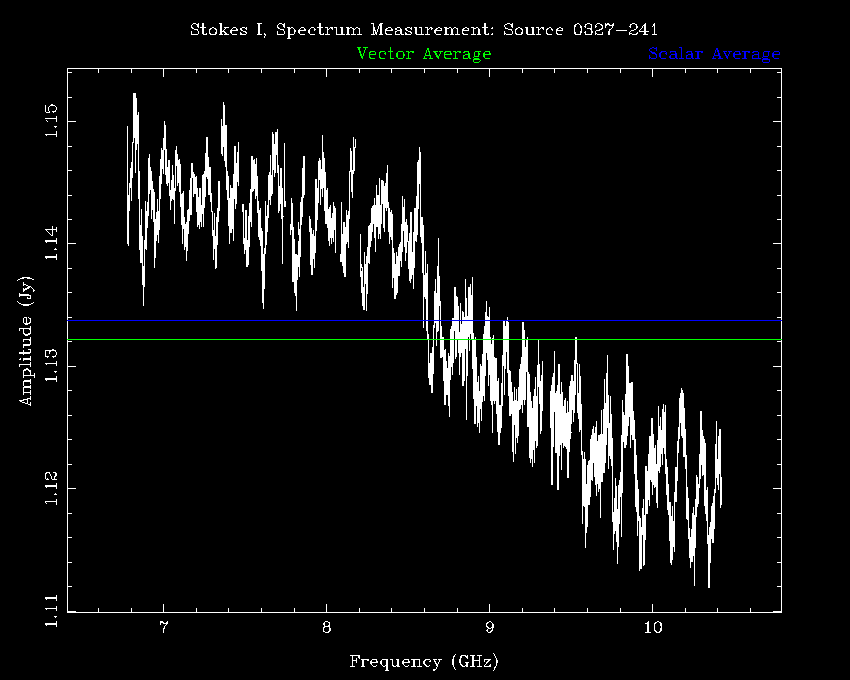 Stokes I, Spectrum Measurement: Source 0327-241
Vector Average Scalar Average
1.15
1.14
1.13
1.12
1.11
Amplitude (Jy)
7 8 9 10
Frequency (GHz)